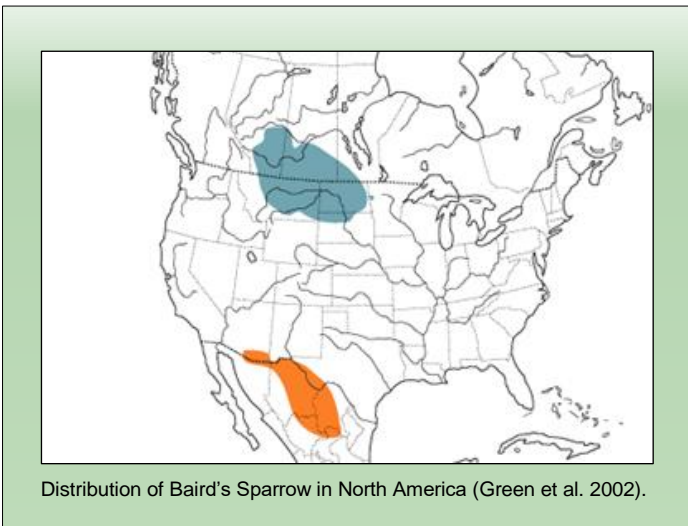 Distribution of Baird’s Sparrow in North America (Green et al. 2002).